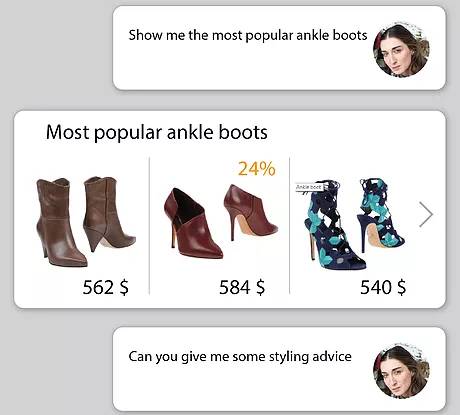 Show me the most popular ankle boots
Most popular ankle boots
24%
Ankle boot
562 $
584 $
540 $
Can you give me some styling advice